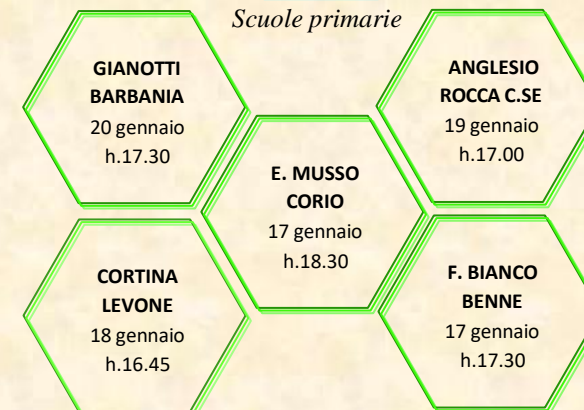 Scuole primarie
GIANOTTI
BARBANIA
20 gennaio
h.17.30
ANGLESIO
ROCCA C.SE
19 gennaio
h.17.00
E. MUSSO
CORIO
17 gennaio
h.18.30
CORTINA
LEVONE
18 gennaio
h.16.45
F. BIANCO
BENNE
17 gennaio
h.17.30